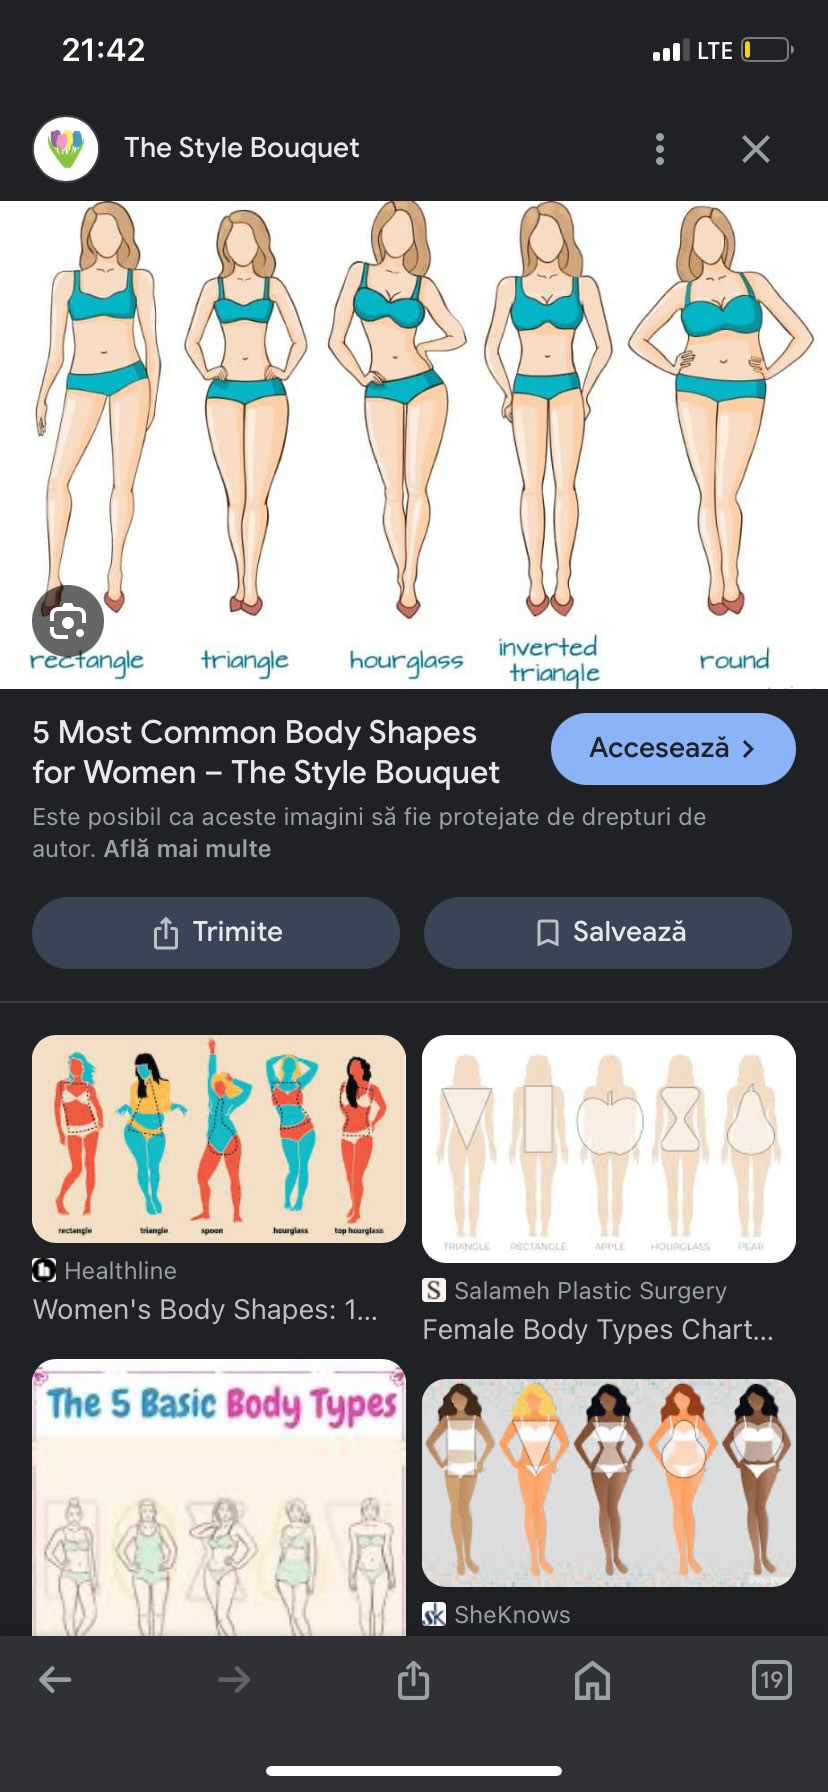 21:42
LTE
The Style Bouquet
rectangle
triangle
hourglass
inverted
triangle
round
5 Most Common Body Shapes
for Women – The Style Bouquet
Accesează
Este posibil ca aceste imagini să fie protejate de drepturi de
autor. Află mai multe
Trimite
Salvează
rectangle
triangle
spoon
hourglass
top hourglass
Healthline
Women's Body Shapes: 1...
TRIANGLE
RECTANGLE
APPLE
HOURGLASS
PEAR
S Salameh Plastic Surgery
Female Body Types Chart...
The 5 Basic Body Types
sk SheKnows
19